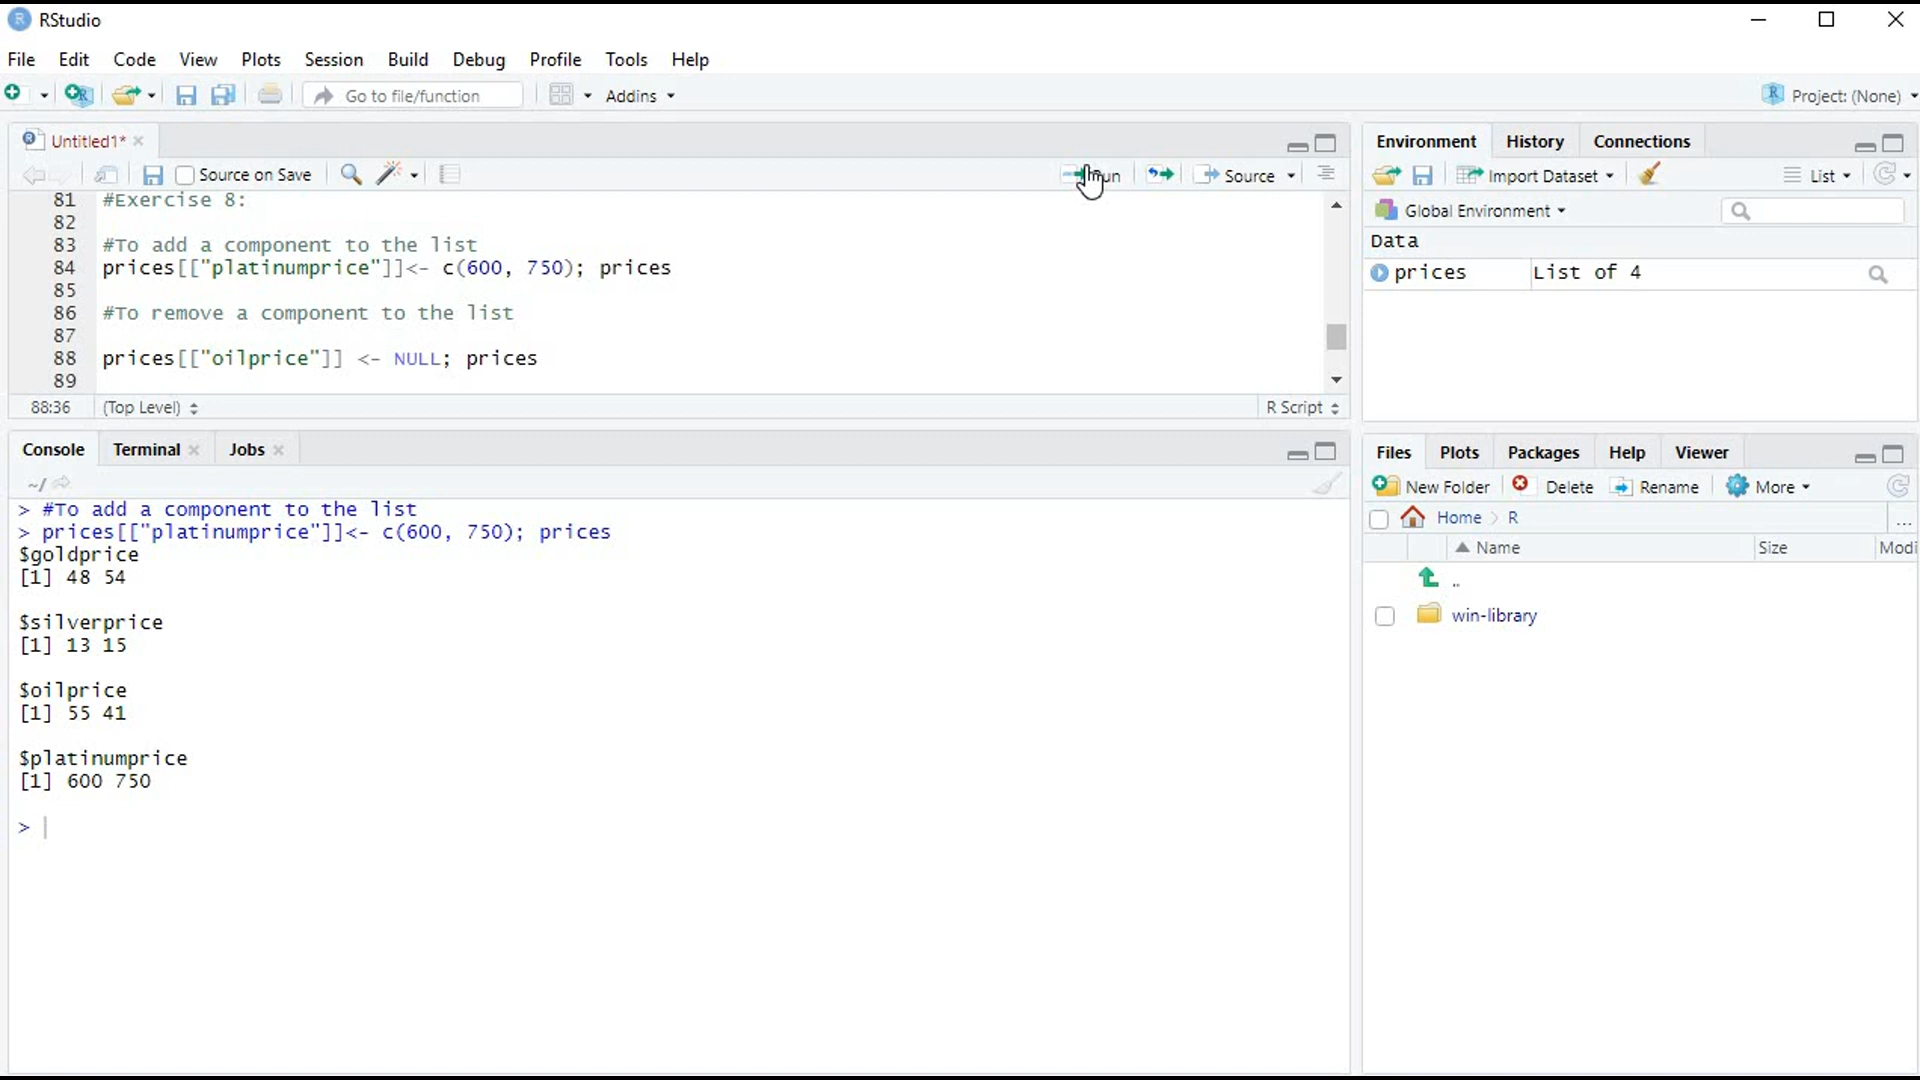 RStudio
File Edit Code View Plots Session Build Debug Profile Tools Help
Go to file/function Addins Project: (None)
Untitled1*
Source on Save Run Source
81 #Exercise 8:
82
83 #To add a component to the list
84 prices[["platinumprice"]]<- c(600, 750); prices
85
86 #To remove a component to the list
87
88 prices[["oilprice"]] <- NULL; prices
89
88:36 (Top Level) R Script
Console Terminal Jobs
~/
> #To add a component to the list
> prices[["platinumprice"]]<- c(600, 750); prices
$goldprice
[1] 48 54
$silverprice
[1] 13 15
$oilprice
[1] 55 41
$platinumprice
[1] 600 750
>
Environment History Connections
Import Dataset List
Global Environment
Data
prices List of 4
Files Plots Packages Help Viewer
New Folder Delete Rename More
Home R ...
Name Size Modi
..
win-library